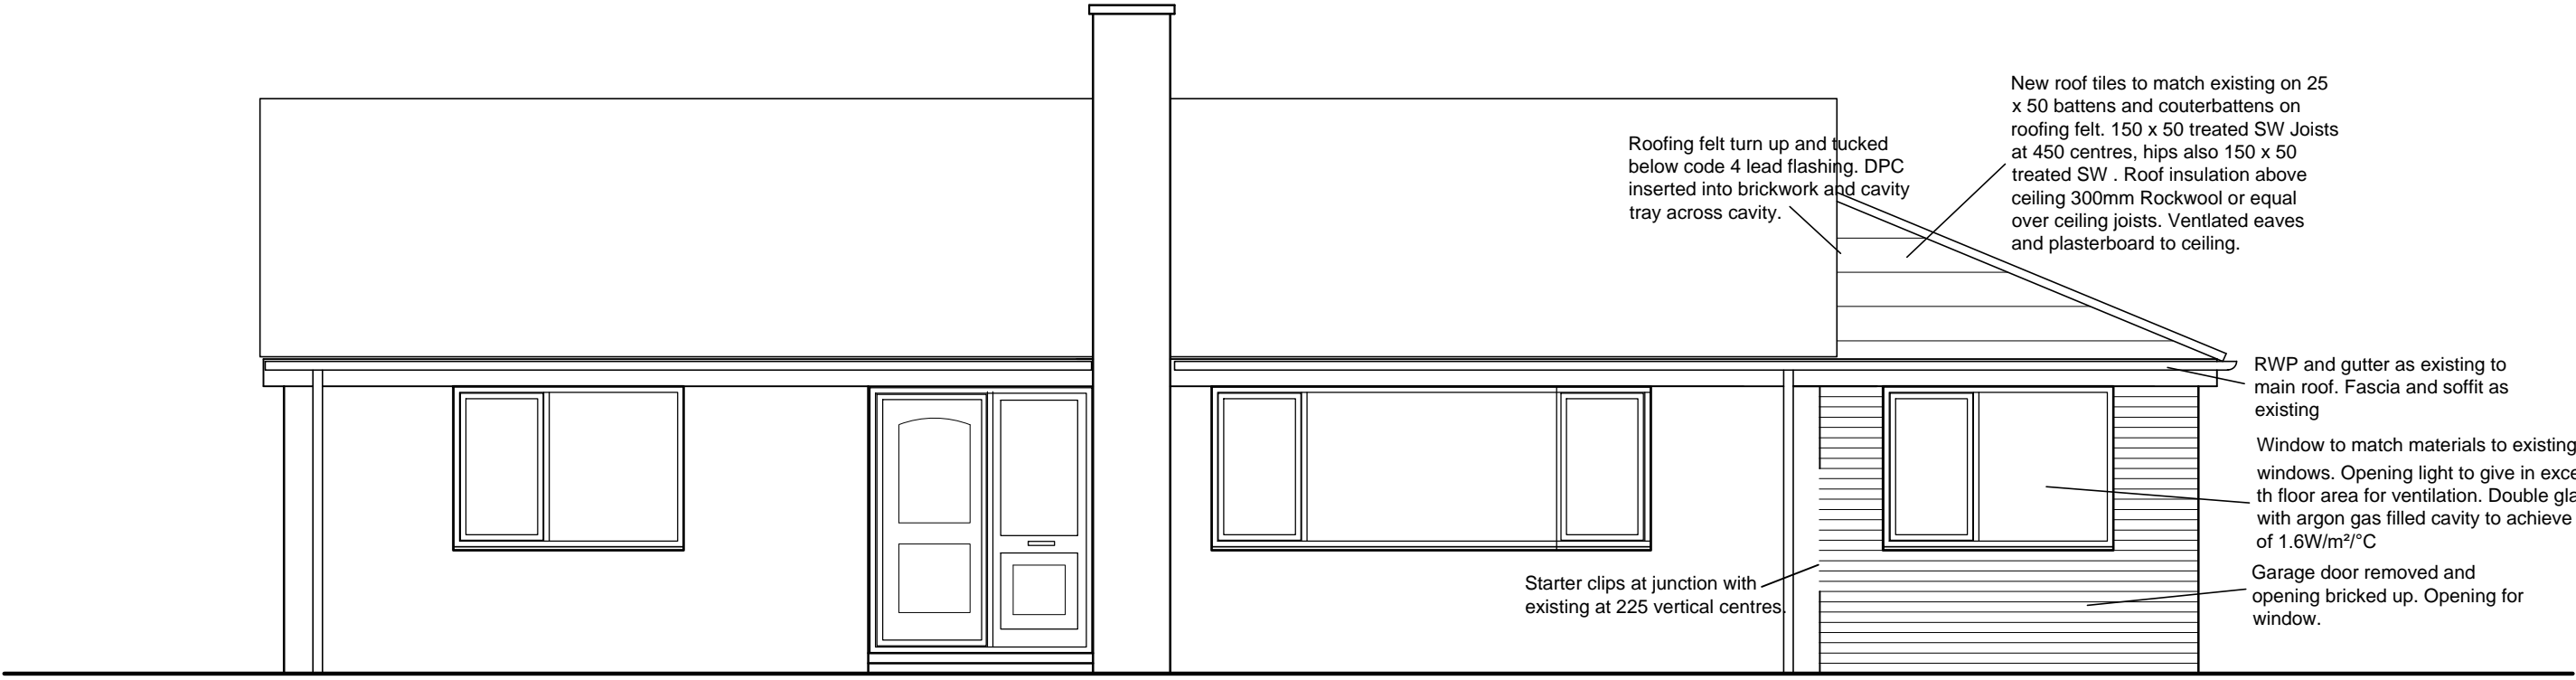 New roof tiles to match existing on 25
x 50 battens and couterbattens on
roofing felt. 150 x 50 treated SW Joists
at 450 centres, hips also 150 x 50
treated SW . Roof insulation above
ceiling 300mm Rockwool or equal
over ceiling joists. Ventlated eaves
and plasterboard to ceiling.
Roofing felt turn up and tucked
below code 4 lead flashing. DPC
inserted into brickwork and cavity
tray across cavity.
RWP and gutter as existing to
main roof. Fascia and soffit as
existing
Window to match materials to existing
windows. Opening light to give in exce
th floor area for ventilation. Double gla
with argon gas filled cavity to achieve
of 1.6W/m²/°C
Starter clips at junction with
existing at 225 vertical centres.
Garage door removed and
opening bricked up. Opening for
window.